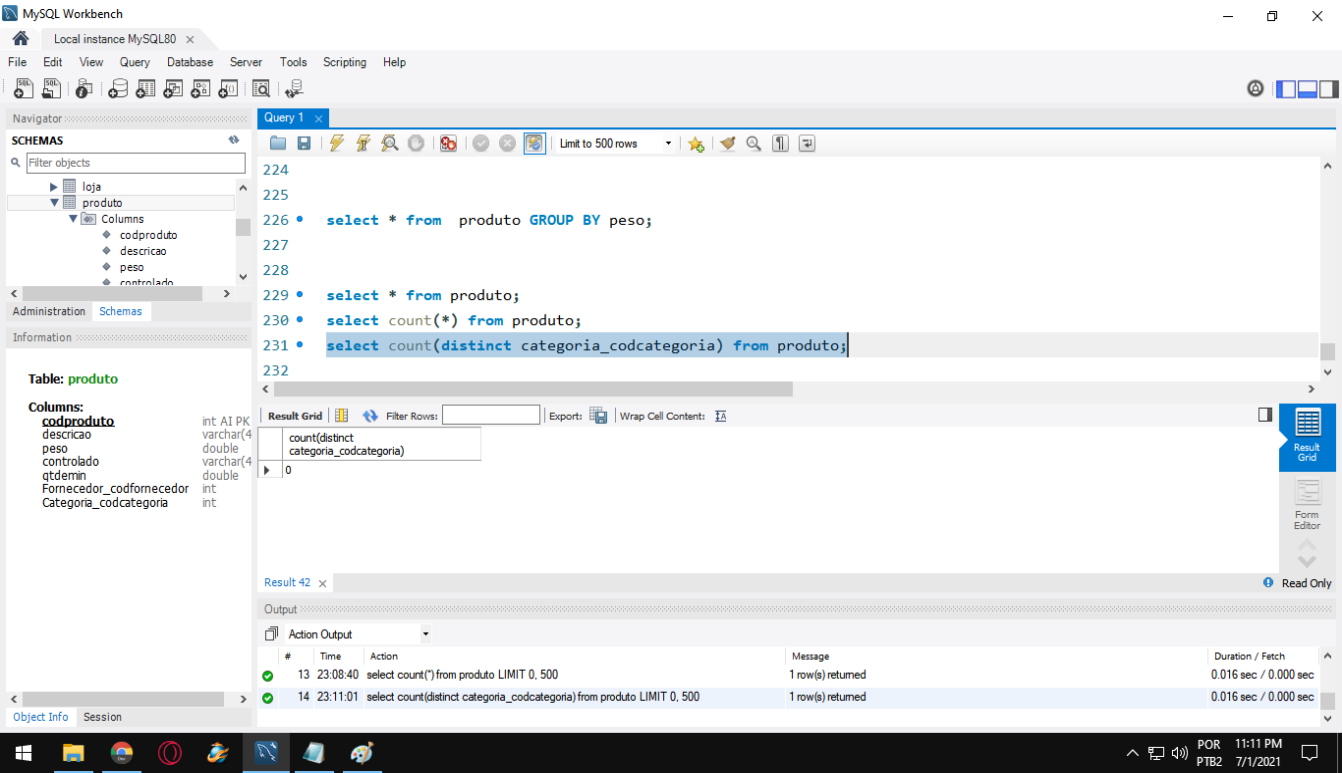 MySQL Workbench
Local instance MySQL80
File Edit View Query Database Server Tools Scripting Help
Navigator
SCHEMAS
Filter objects
loja
produto
Columns
codproduto
descricao
peso
controlado
Administration Schemas
Information
Table: produto
Columns:
codproduto int AI PK
descricao varchar(4
peso double
controlado varchar(4
qtdemin double
Fornecedor_codfornecedor int
Categoria_codcategoria int
Object Info Session
Query 1
Limit to 500 rows
224
225
226 select * from produto GROUP BY peso;
227
228
229 select * from produto;
230 select count(*) from produto;
231 select count(distinct categoria_codcategoria) from produto;
232
Result Grid Filter Rows: Export: Wrap Cell Content:
count(distinct
categoria_codcategoria)
0
Result
Grid
Form
Editor
Result 42
Read Only
Output
Action Output
# Time Action Message Duration / Fetch
13 23:08:40 select count(*) from produto LIMIT 0, 500 1 row(s) returned 0.016 sec / 0.000 sec
14 23:11:01 select count(distinct categoria_codcategoria) from produto LIMIT 0, 500 1 row(s) returned 0.016 sec / 0.000 sec
POR 11:11 PM
PTB2 7/1/2021